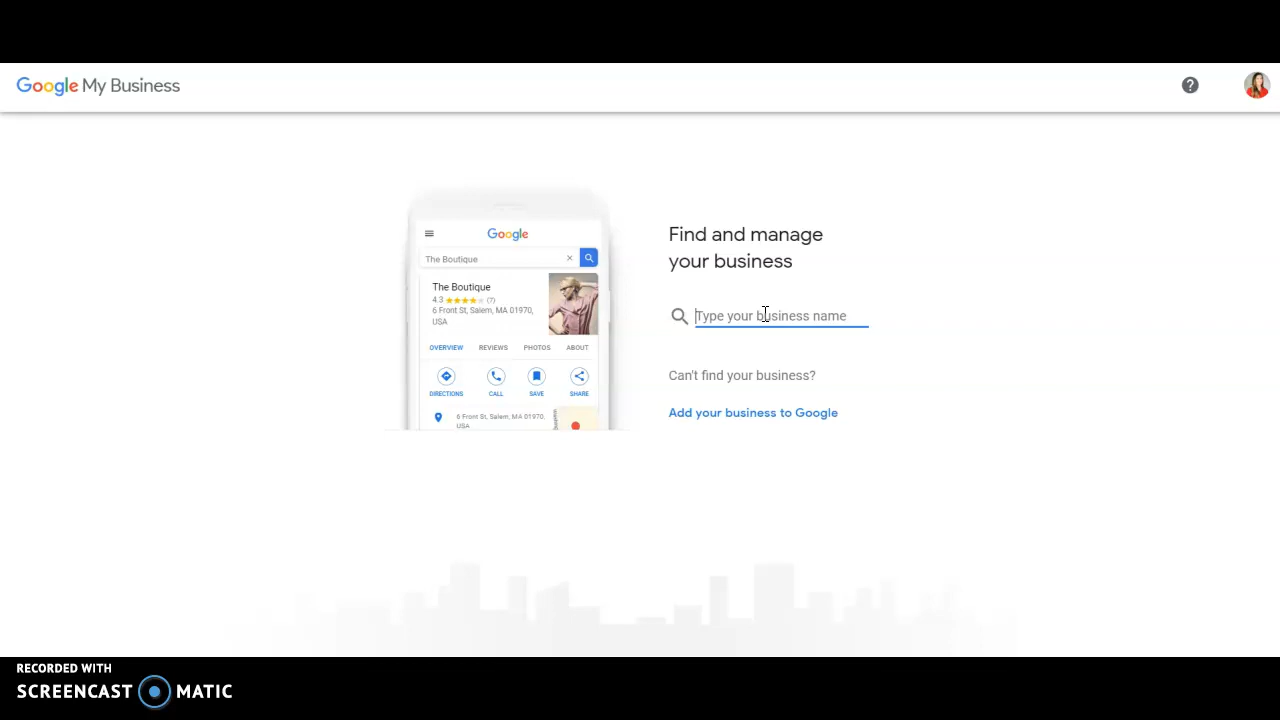 Google My Business
Google
The Boutique
The Boutique
4.3 (7)
6 Front St, Salem, MA 01970,
USA
OVERVIEW REVIEWS PHOTOS ABOUT
DIRECTIONS CALL SAVE SHARE
6 Front St, Salem, MA 01970,
USA
Find and manage
your business
Type your business name
Can't find your business?
Add your business to Google
RECORDED WITH
SCREENCAST MATIC